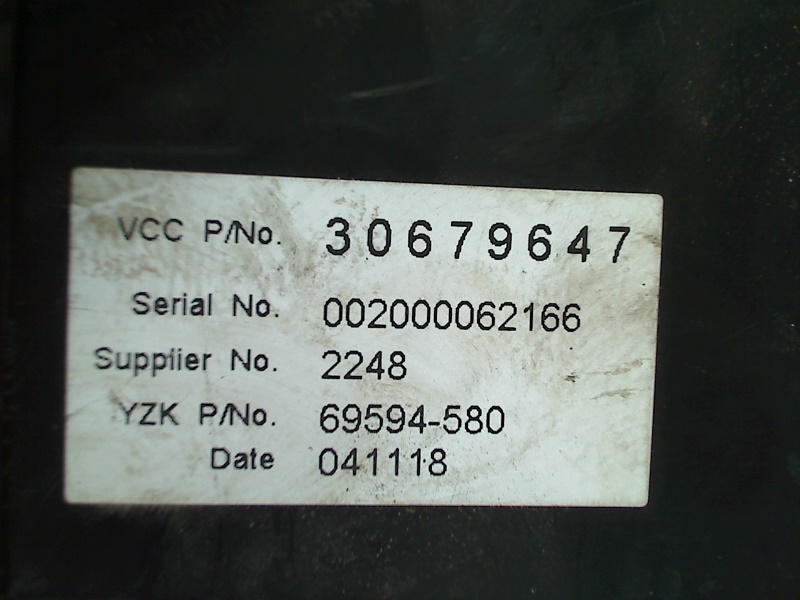 VCC P/No. 30679647
Serial No. 002000062166
Supplier No. 2248
YZK P/No. 69594-580
Date 041118